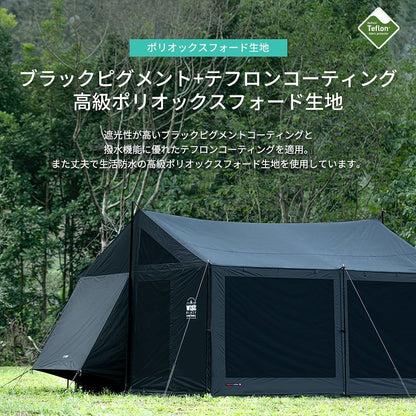 Teflon
ポリオックスフォード生地
ブラックピグメント+テフロンコーティング
高級ポリオックスフォード生地
遮光性が高いブラックピグメントコーティングと
撥水機能に優れたテフロンコーティングを適用。
また丈夫で生活防水の高級ポリオックスフォード生地を使用しています。